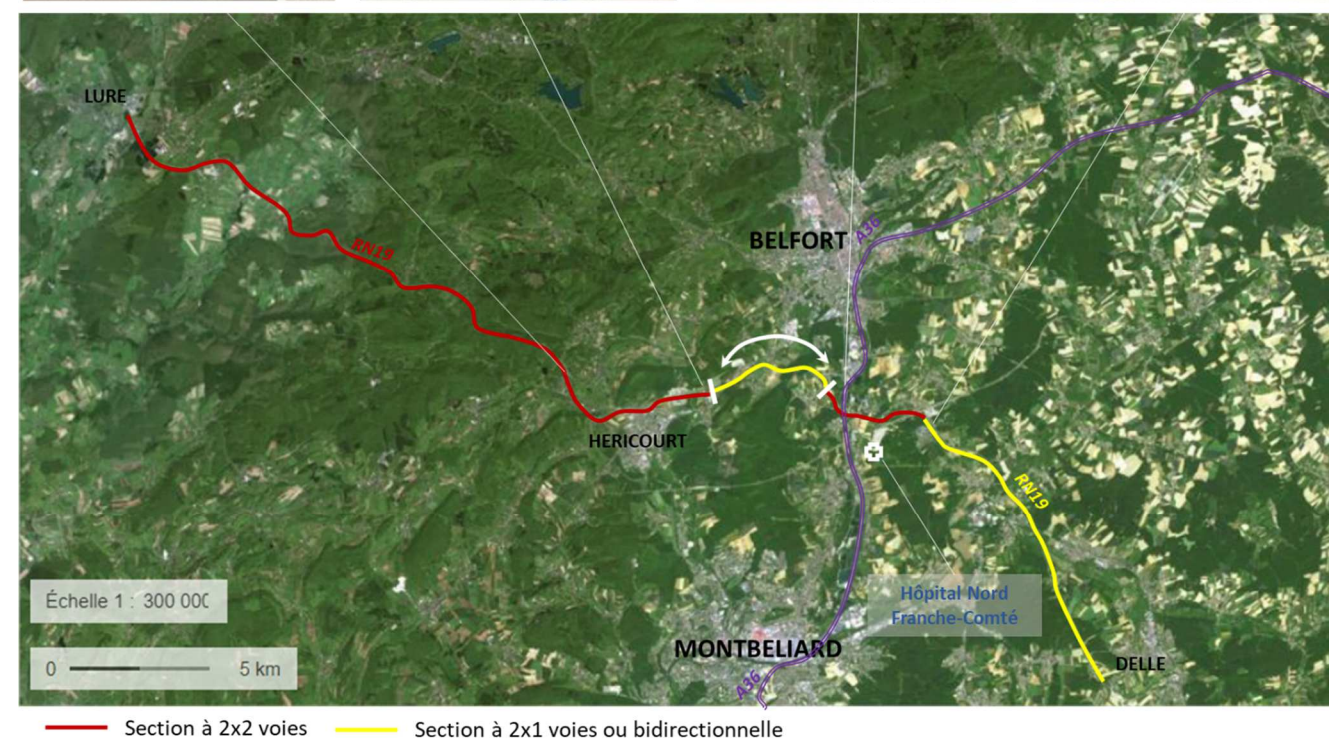 LURE
RN19
BELFORT
A36
HERICOURT
RN19
Échelle 1 : 300 000
Hôpital Nord
Franche-Comté
0 5 km
MONTBELIARD
A36
DELLE
Section à 2x2 voies
Section à 2x1 voies ou bidirectionnelle